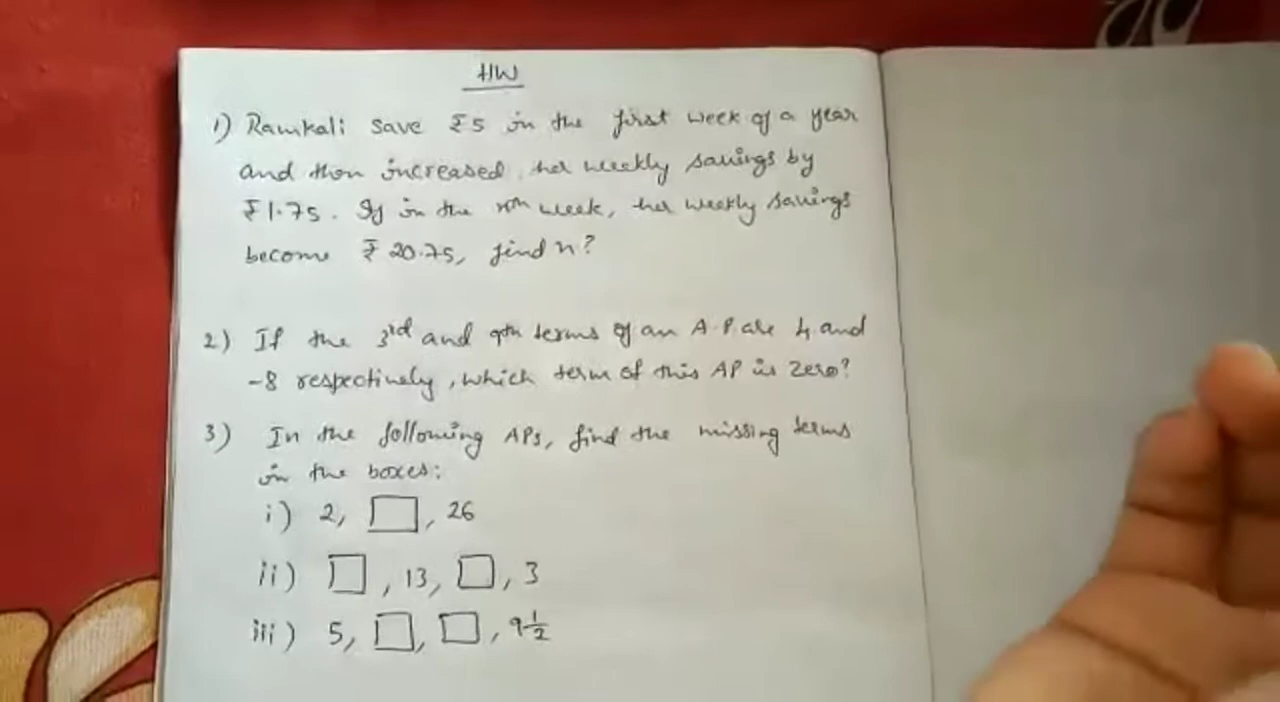 HW
1) Ramkali save ₹5 in the first week of a year
and then increased her weekly savings by
₹1.75. If in the nth week, her weekly savings
become ₹ 20.75, find n?
2) If the 3rd and 9th terms of an A.P are 4 and
-8 respectively, which term of this AP is zero?
3) In the following APs, find the missing terms
in the boxes:
i) 2, □, 26
ii) □, 13, □, 3
iii) 5, □, □, 9 1/2